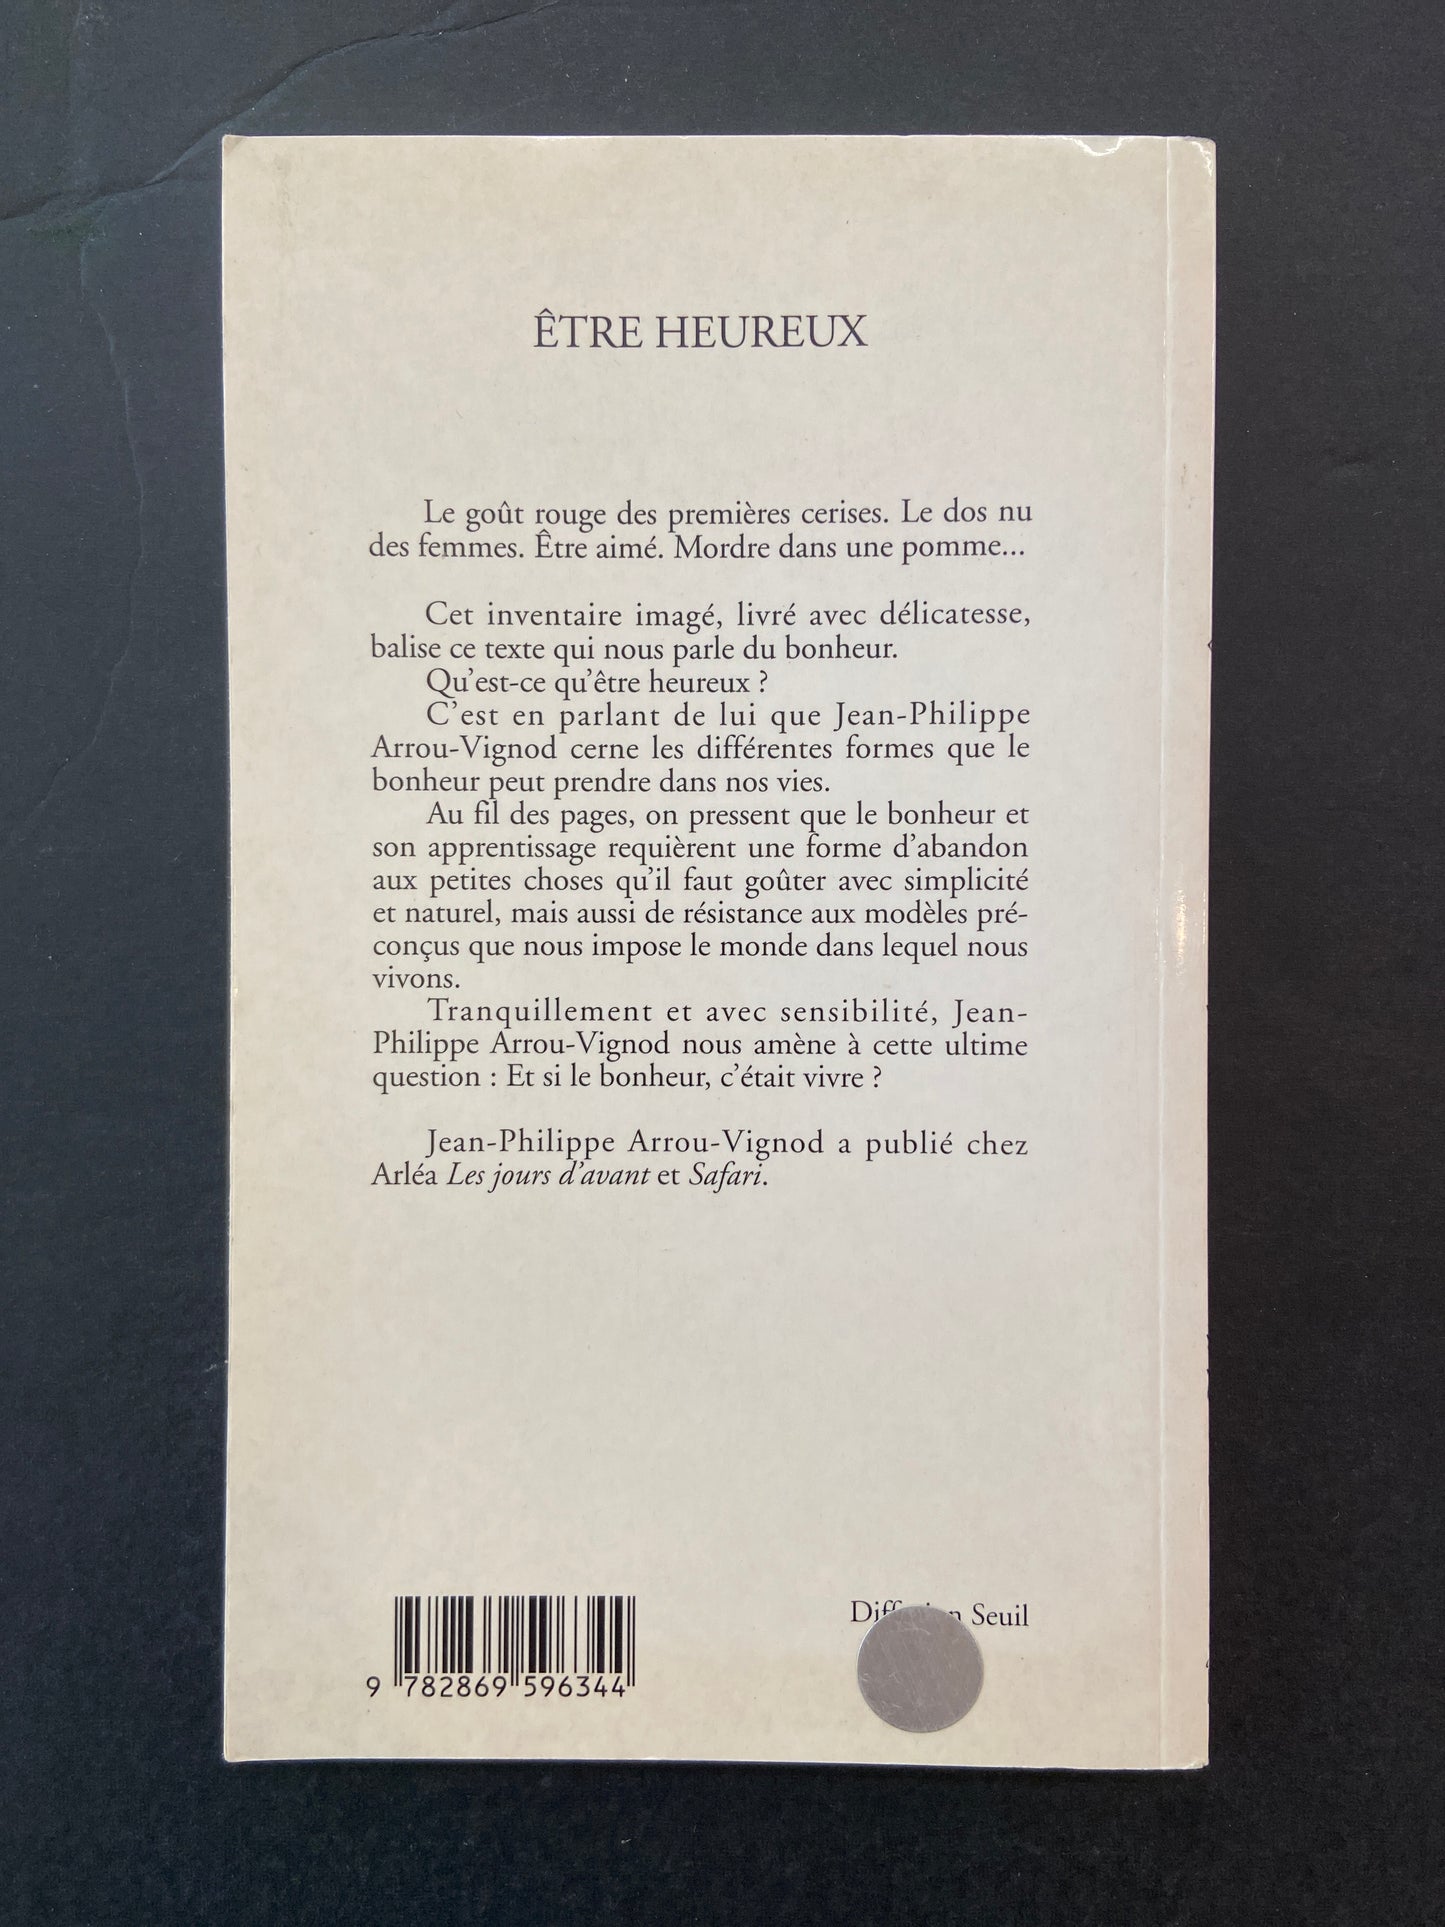 ÊTRE HEUREUX
Le goût rouge des premières cerises. Le dos nu
des femmes. Être aimé. Mordre dans une pomme...
Cet inventaire imagé, livré avec délicatesse,
balise ce texte qui nous parle du bonheur.
Qu'est-ce qu'être heureux ?
C'est en parlant de lui que Jean-Philippe
Arrou-Vignod cerne les différentes formes que le
bonheur peut prendre dans nos vies.
Au fil des pages, on pressent que le bonheur et
son apprentissage requièrent une forme d'abandon
aux petites choses qu'il faut goûter avec simplicité
et naturel, mais aussi de résistance aux modèles pré-
conçus que nous impose le monde dans lequel nous
vivons.
Tranquillement et avec sensibilité, Jean-
Philippe Arrou-Vignod nous amène à cette ultime
question : Et si le bonheur, c'était vivre ?
Jean-Philippe Arrou-Vignod a publié chez
Arléa Les jours d'avant et Safari.
Seuil
9 782869 596344